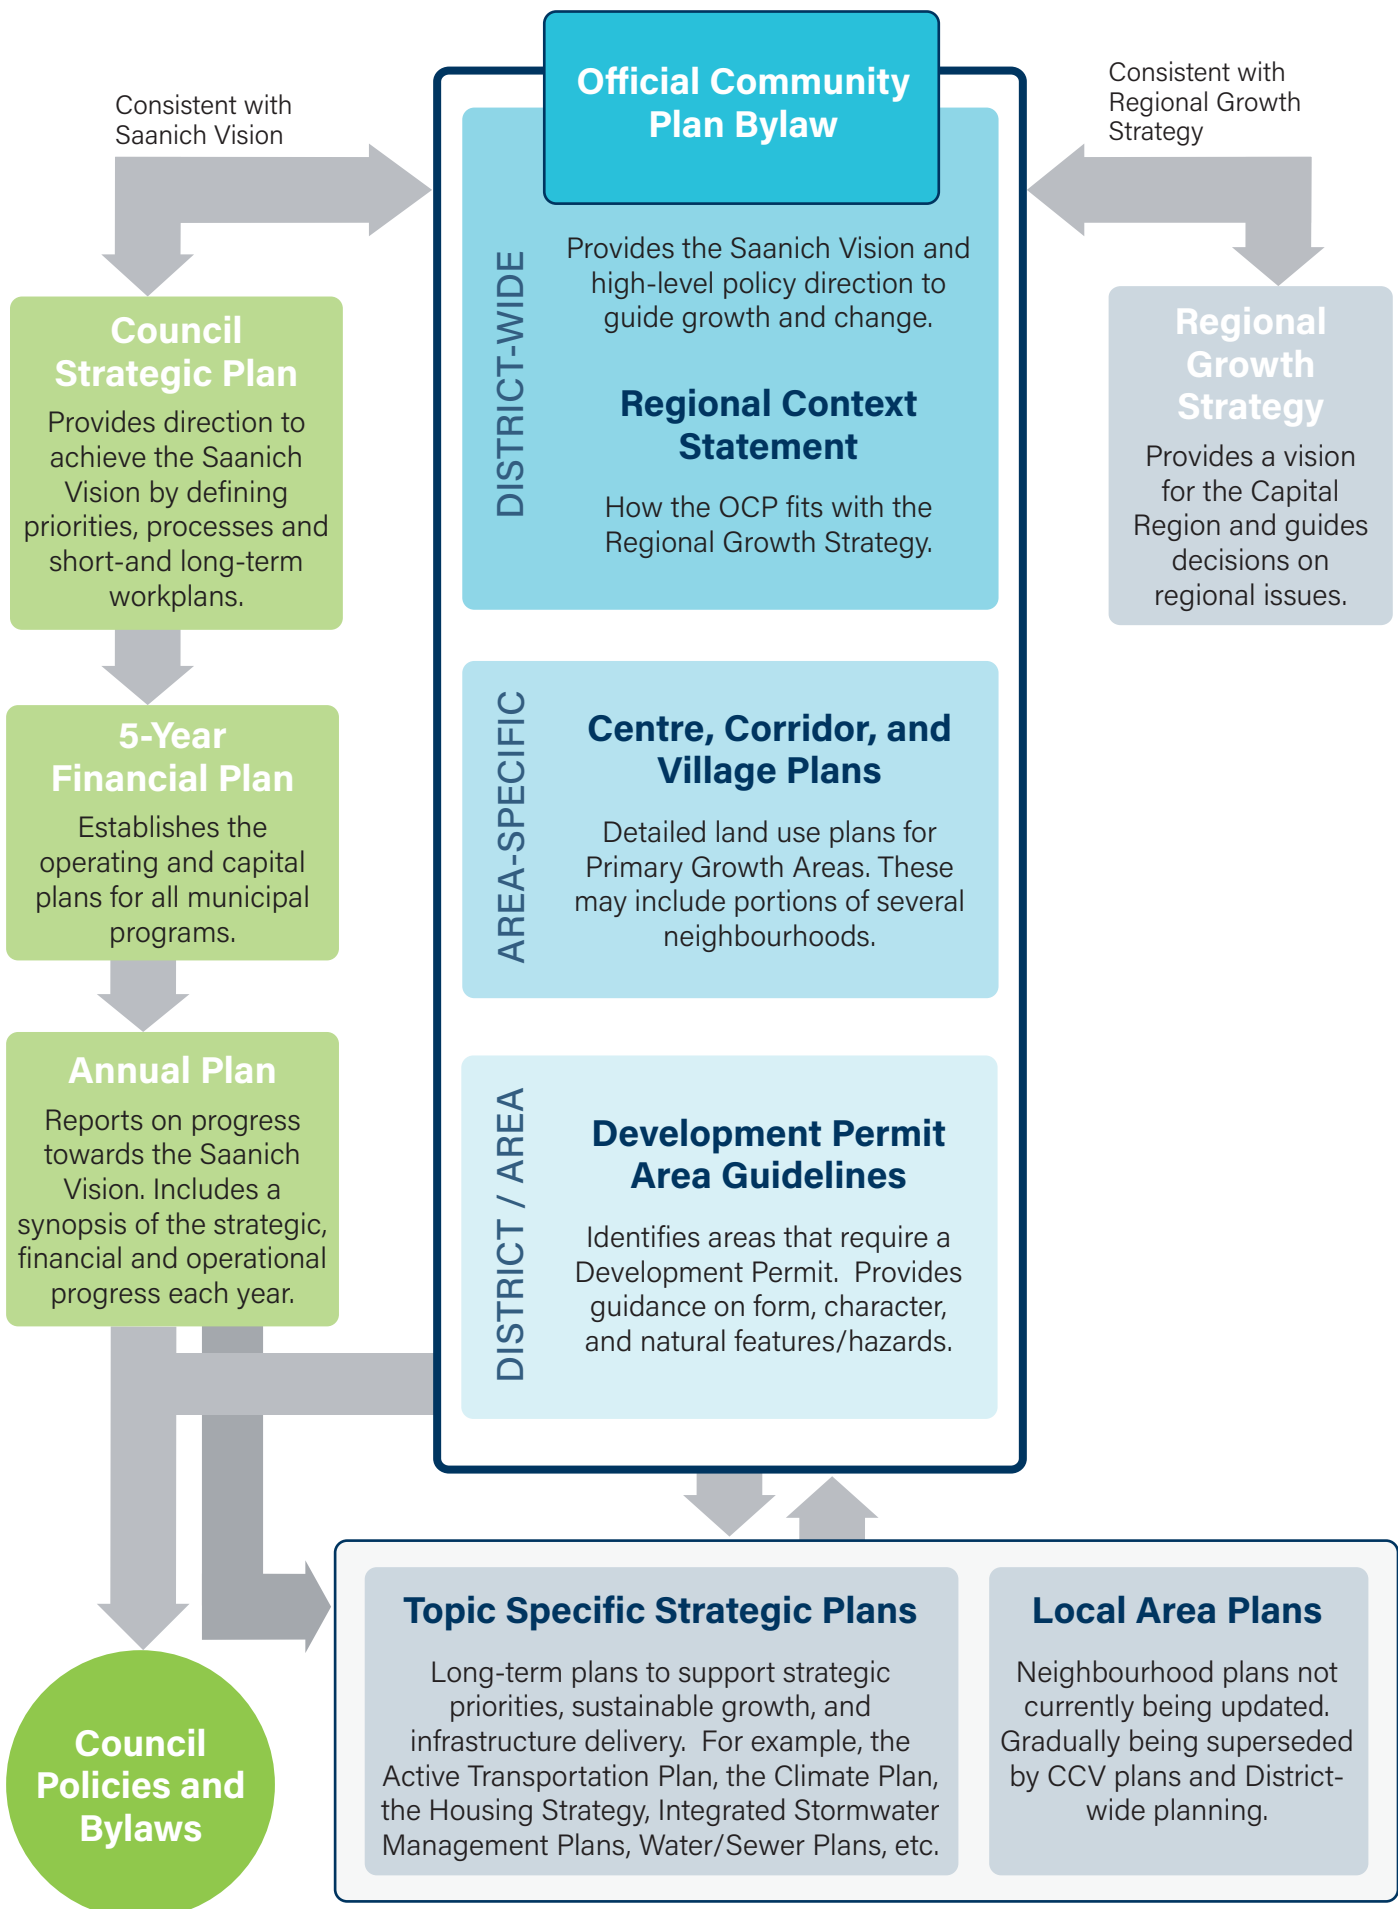 Official Community
Plan Bylaw
Consistent with
Saanich Vision
Consistent with
Regional Growth
Strategy
DISTRICT-WIDE
Provides the Saanich Vision and
high-level policy direction to
guide growth and change.
Regional Context
Statement
How the OCP fits with the
Regional Growth Strategy.
Council
Strategic Plan
Provides direction to
achieve the Saanich
Vision by defining
priorities, processes and
short-and long-term
workplans.
Regional
Growth
Strategy
Provides a vision
for the Capital
Region and guides
decisions on
regional issues.
AREA-SPECIFIC
Centre, Corridor, and
Village Plans
Detailed land use plans for
Primary Growth Areas. These
may include portions of several
neighbourhoods.
5-Year
Financial Plan
Establishes the
operating and capital
plans for all municipal
programs.
Annual Plan
Reports on progress
towards the Saanich
Vision. Includes a
synopsis of the strategic,
financial and operational
progress each year.
DISTRICT / AREA
Development Permit
Area Guidelines
Identifies areas that require a
Development Permit.  Provides
guidance on form, character,
and natural features/hazards.
Council
Policies and
Bylaws
Topic Specific Strategic Plans
Long-term plans to support strategic
priorities, sustainable growth, and
infrastructure delivery.  For example, the
Active Transportation Plan, the Climate Plan,
the Housing Strategy, Integrated Stormwater
Management Plans, Water/Sewer Plans, etc.
Local Area Plans
Neighbourhood plans not
currently being updated.
Gradually being superseded
by CCV plans and District-
wide planning.